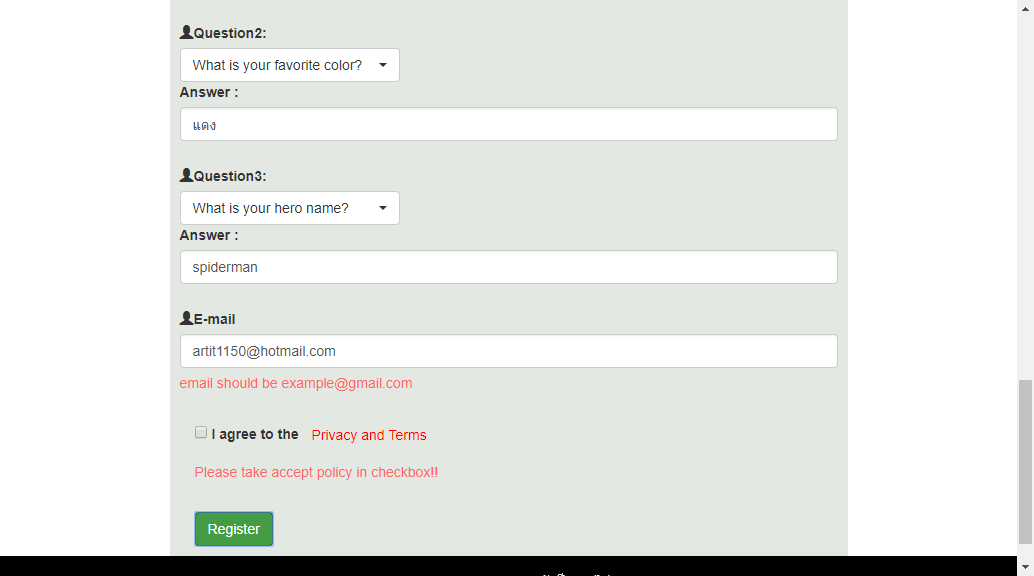 Question2:
What is your favorite color?
Answer :
แดง
Question3:
What is your hero name?
Answer :
spiderman
E-mail
artit1150@hotmail.com
email should be example@gmail.com
I agree to the Privacy and Terms
Please take accept policy in checkbox!!
Register